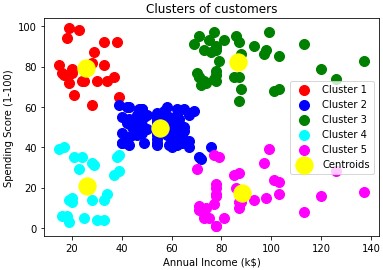 Clusters of customers
Spending Score (1-100)
100
80
60
40
20
0
Cluster 1
Cluster 2
Cluster 3
Cluster 4
Cluster 5
Centroids
20
40
60
80
100
120
140
Annual Income (k$)